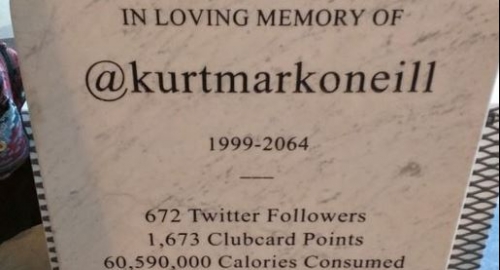 IN LOVING MEMORY OF
@kurtmarkoneill
1999-2064
672 Twitter Followers
1,673 Clubcard Points
60,590,000 Calories Consumed